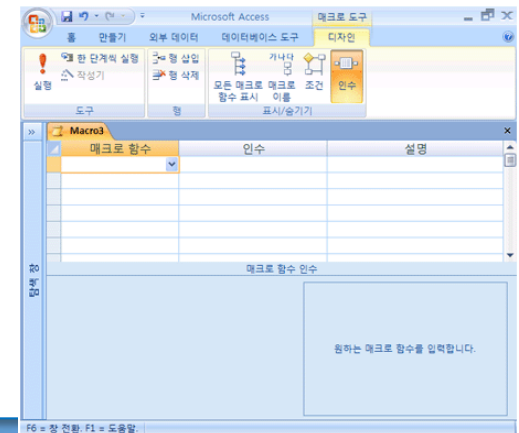 Microsoft Access
매크로 도구
홈 만들기 외부 데이터 데이터베이스 도구 디자인
실행
한 단계씩 실행
작성기
도구
행 삽입
행 삭제
행
모든 매크로 함수 표시
가나다
매크로 이름
조건
인수
표시/숨기기
Macro3
매크로 함수 인수 설명
탐색 창
매크로 함수 인수
원하는 매크로 함수를 입력합니다.
F6 = 창 전환. F1 = 도움말.